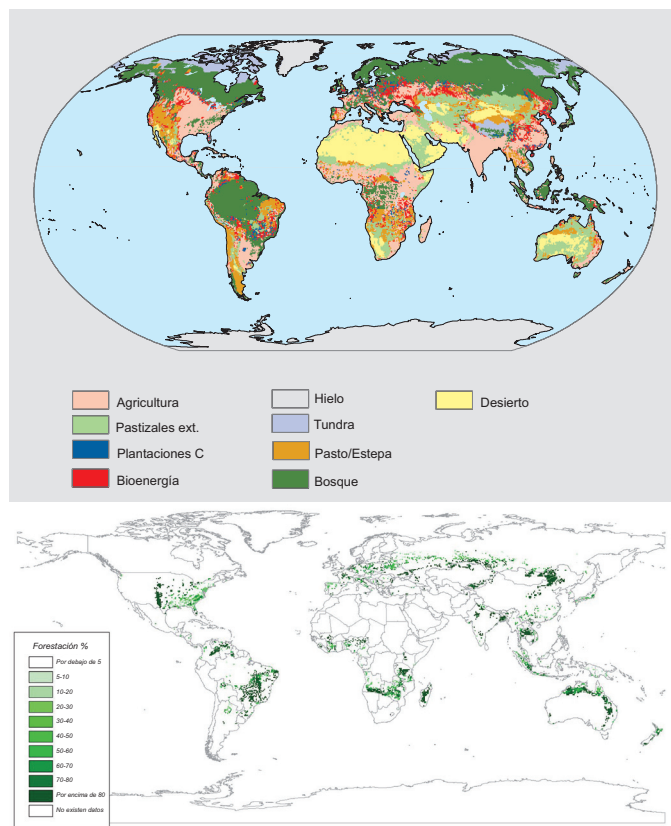 Agricultura
Pastizales ext.
Plantaciones C
Bioenergía
Hielo
Tundra
Pasto/Estepa
Bosque
Desierto
Forestación %
Por debajo de 5
5-10
10-20
20-30
30-40
40-50
50-60
60-70
70-80
Por encima de 80
No existen datos